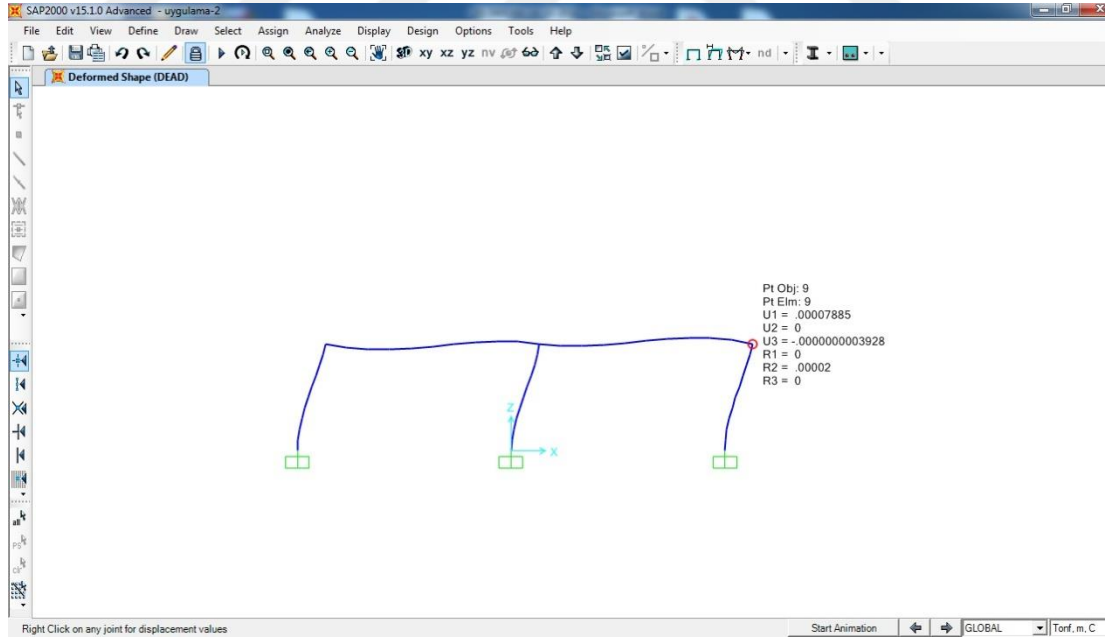 SAP2000 v15.1.0 Advanced - uygulama-2
File Edit View Define Draw Select Assign Analyze Display Design Options Tools Help
xy xz yz nv nd
Deformed Shape (DEAD)
Pt Obj: 9
Pt Elm: 9
U1 = .00007885
U2 = 0
U3 = -.0000000003928
R1 = 0
R2 = .00002
R3 = 0
Z
X
all
ps
clr
Right Click on any joint for displacement values
Start Animation
GLOBAL
Tonf, m, C